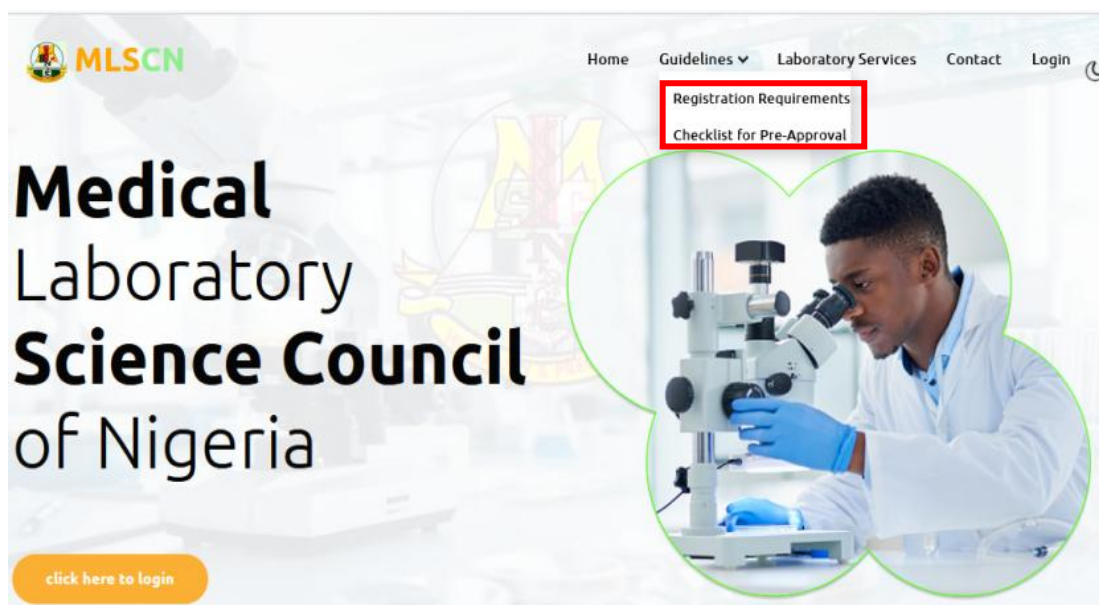 MLSCN
Home Guidelines Laboratory Services Contact Login
Registration Requirements
Checklist for Pre-Approval
Medical
Laboratory
Science Council
of Nigeria
click here to login